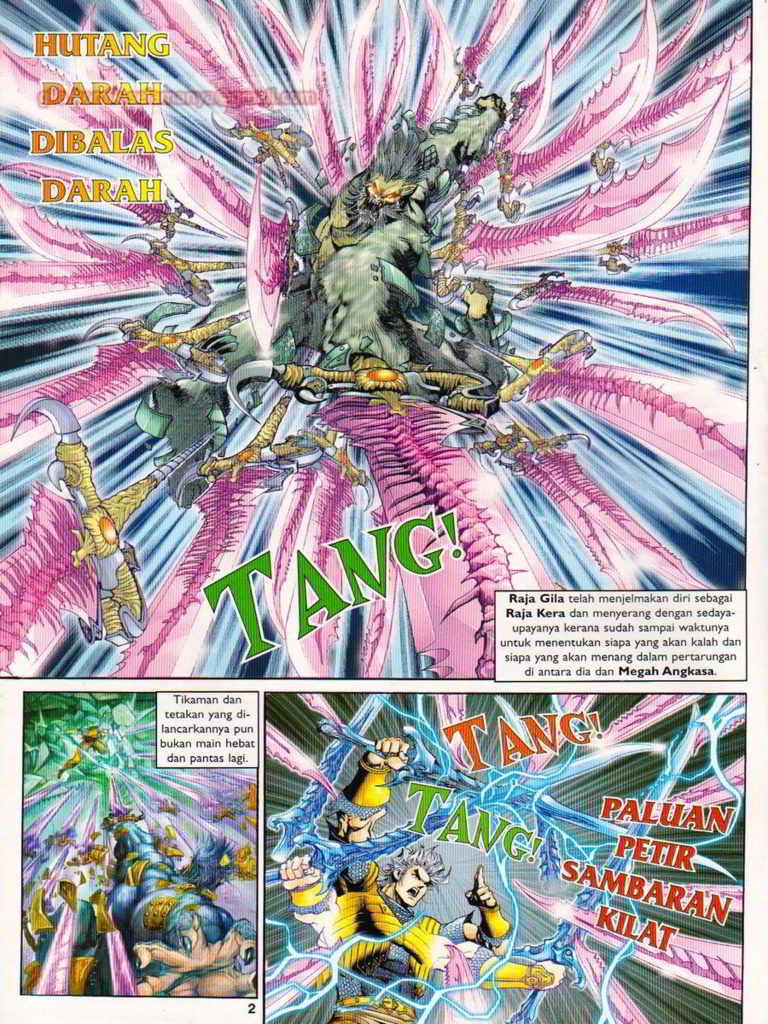 HUTANG
DARAH
DIBALAS
DARAH
TANG!
Raja Gila telah menjelmakan diri sebagai
Raja Kera dan menyerang dengan sedaya-
upayanya kerana sudah sampai waktunya
untuk menentukan siapa yang akan kalah dan
siapa yang akan menang dalam pertarungan
di antara dia dan Megah Angkasa.
Tikaman dan
tetakan yang di-
lancarkannya pun
bukan main hebat
dan pantas lagi.
TANG!
TANG!
PALUAN
PETIR
SAMBARAN
KILAT
2